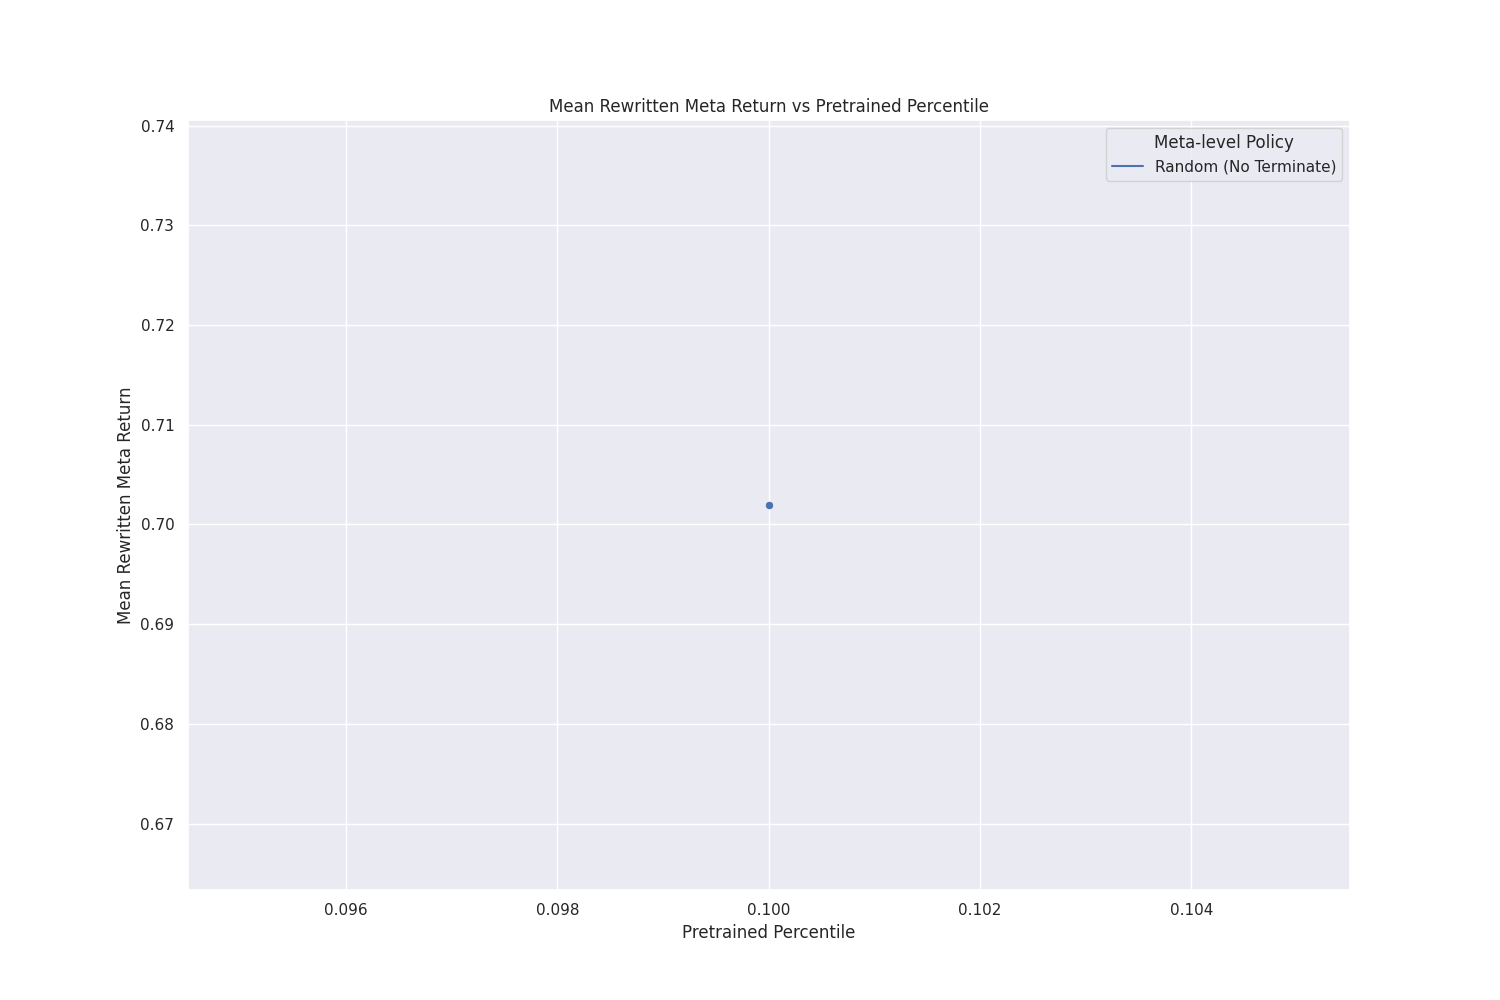 Mean Rewritten Meta Return vs Pretrained Percentile
Meta-level Policy
Random (No Terminate)
Mean Rewritten Meta Return
0.74
0.73
0.72
0.71
0.70
0.69
0.68
0.67
0.096
0.098
0.100
0.102
0.104
Pretrained Percentile